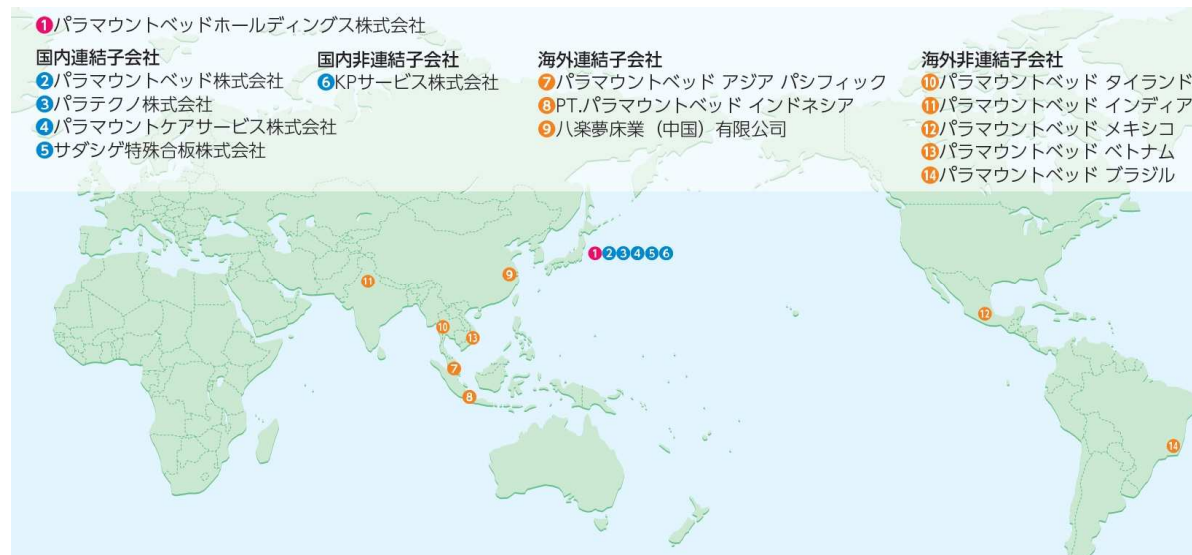 ❶パラマウントベッドホールディングス株式会社
国内連結子会社
❷パラマウントベッド株式会社
❸パラテクノ株式会社
❹パラマウントケアサービス株式会社
❺サダシゲ特殊合板株式会社
国内非連結子会社
❻KPサービス株式会社
海外連結子会社
❼パラマウントベッド アジア パシフィック
❽PT.パラマウントベッド インドネシア
❾八楽夢床業（中国）有限公司
海外非連結子会社
❿パラマウントベッド タイランド
⓫パラマウントベッド インディア
⓬パラマウントベッド メキシコ
⓭パラマウントベッド ベトナム
⓮パラマウントベッド ブラジル
❶❷❸❹❺❻
❾
⓫
❿
⓭
⓬
❼
❽
⓮